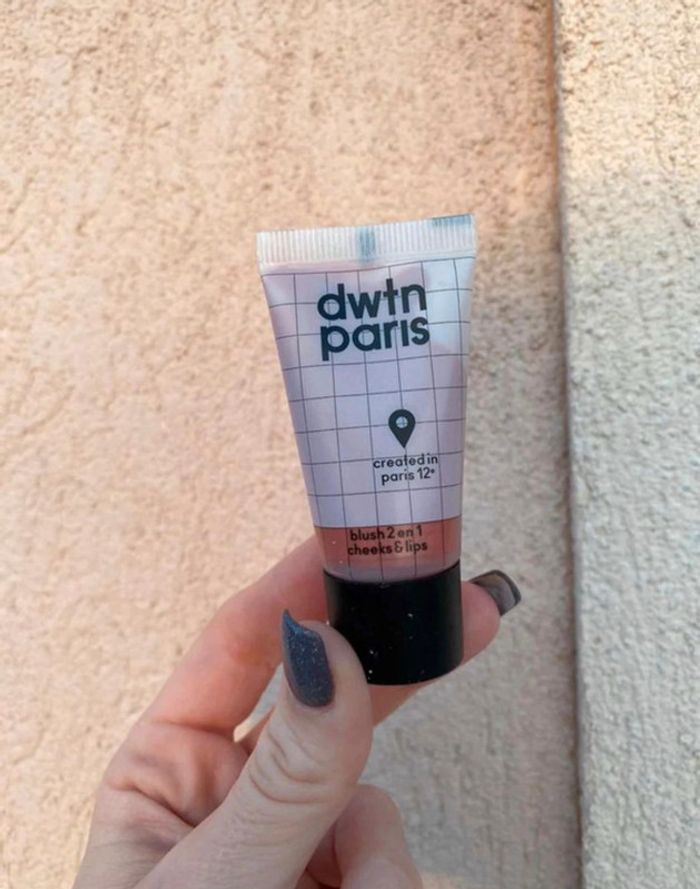 dwtn
paris
created in
paris 12e
blush 2 en 1
cheeks & lips